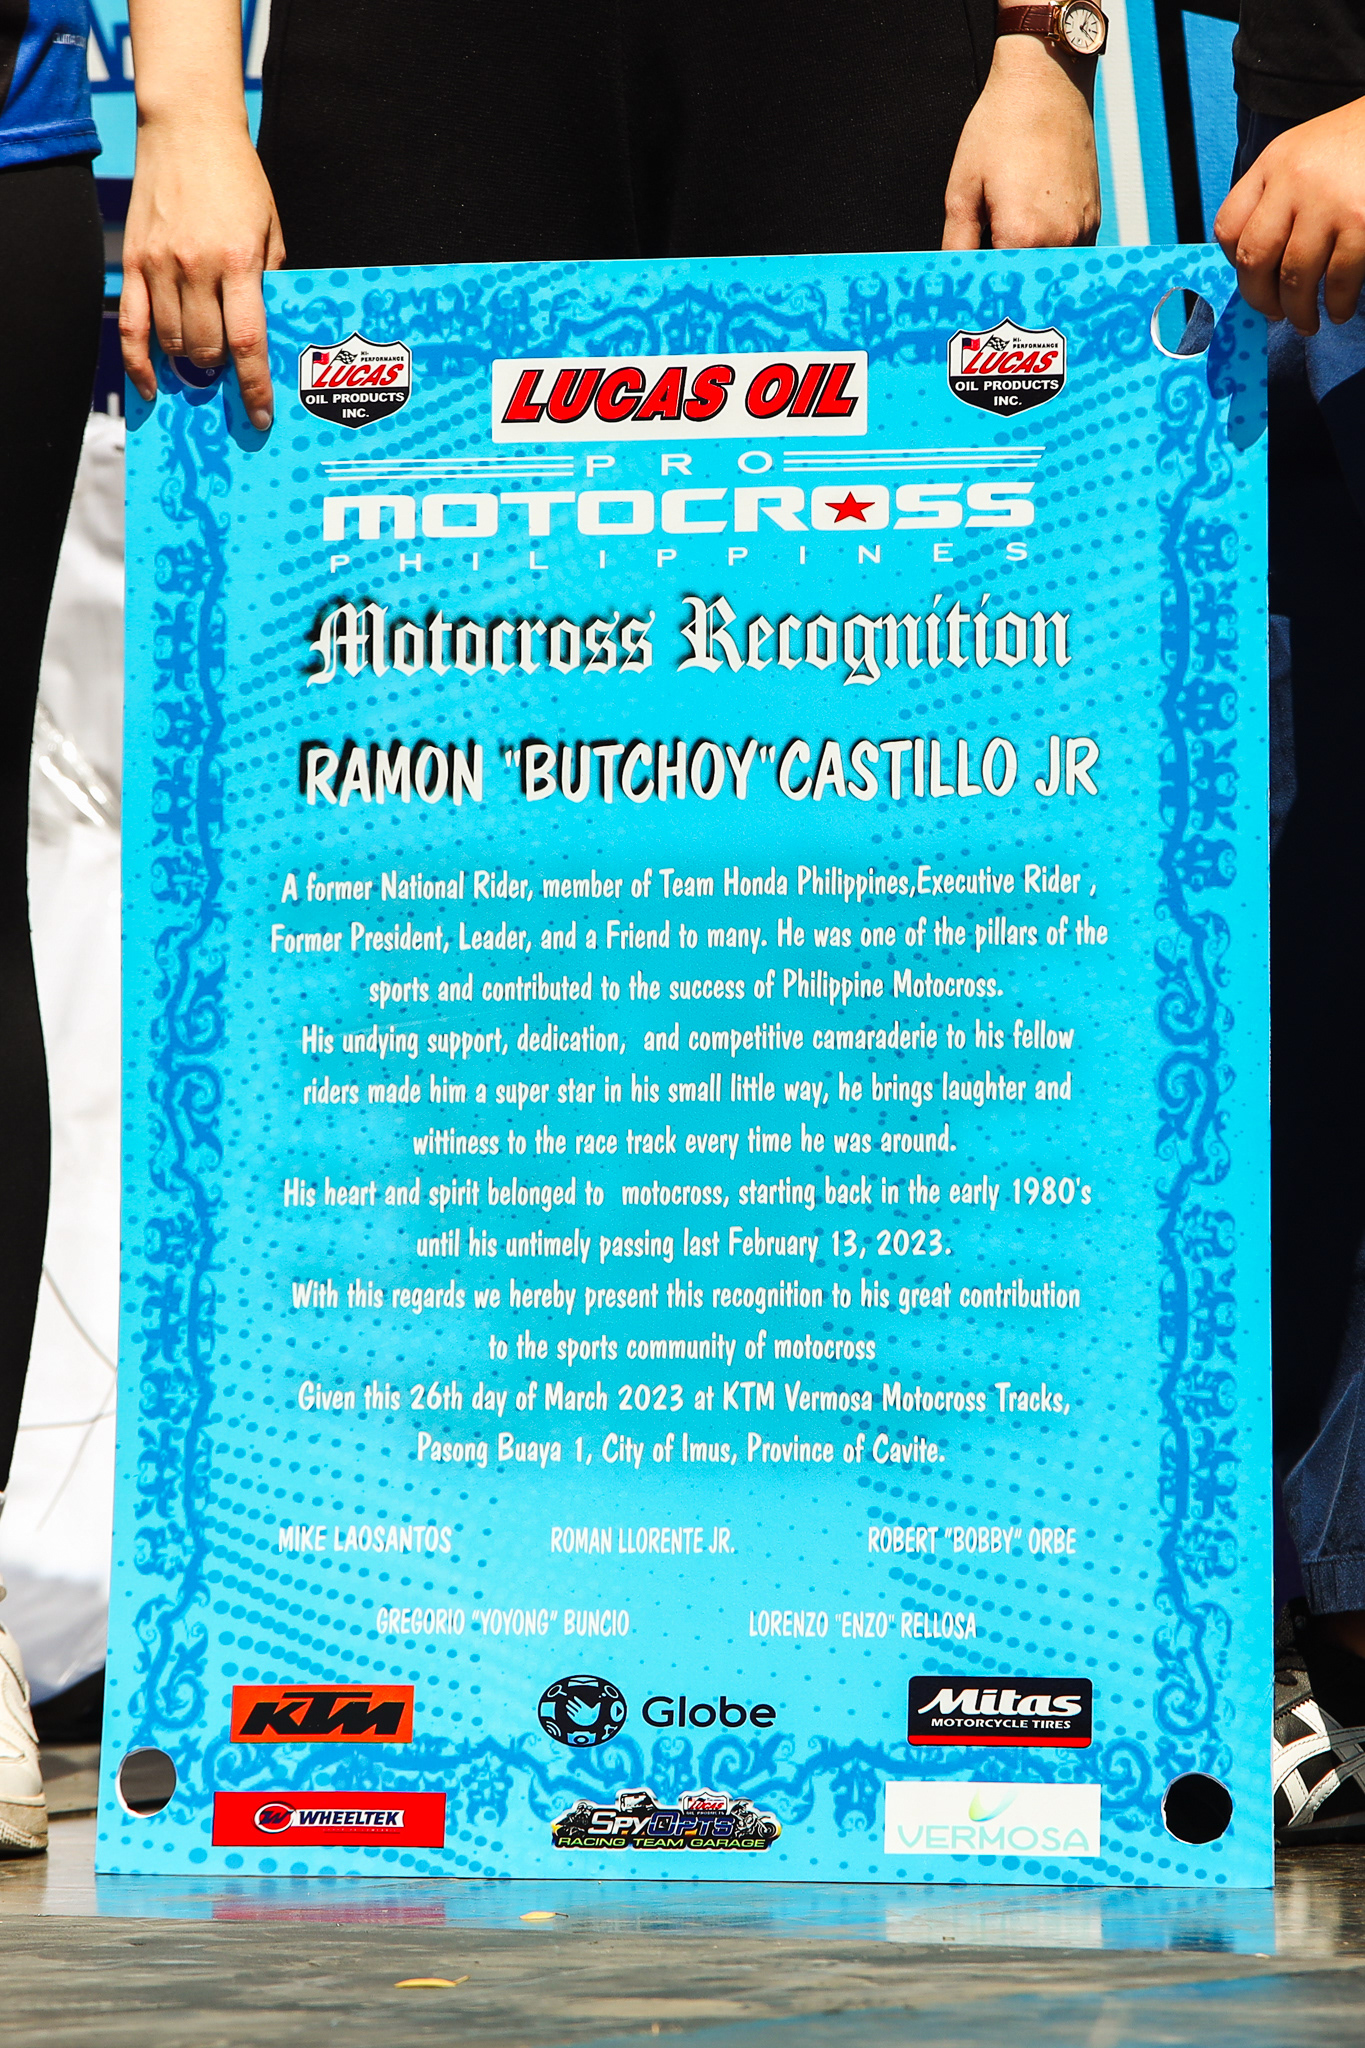 HI-PERFORMANCE
LUCAS
OIL PRODUCTS
INC.
LUCAS OIL
HI-PERFORMANCE
LUCAS
OIL PRODUCTS
INC.
PRO
MOTOCROSS
PHILIPPINES
Motocross Recognition
RAMON "BUTCHOY"CASTILLO JR
A former National Rider, member of Team Honda Philippines,Executive Rider ,
Former President, Leader, and a Friend to many. He was one of the pillars of the
sports and contributed to the success of Philippine Motocross.
His undying support, dedication, and competitive camaraderie to his fellow
riders made him a super star in his small little way, he brings laughter and
wittiness to the race track every time he was around.
His heart and spirit belonged to motocross, starting back in the early 1980's
until his untimely passing last February 13, 2023.
With this regards we hereby present this recognition to his great contribution
to the sports community of motocross
Given this 26th day of March 2023 at KTM Vermosa Motocross Tracks,
Pasong Buaya 1, City of Imus, Province of Cavite.
MIKE LAOSANTOS ROMAN LLORENTE JR. ROBERT "BOBBY" ORBE
GREGORIO "YOYONG" BUNCIO LORENZO "ENZO" RELLOSA
KTM Globe Mitas
MOTORCYCLE TIRES
WHEELTEK
LUCAS
OIL PRODUCTS
SPYOPTS
RACING TEAM GARAGE
VERMOSA